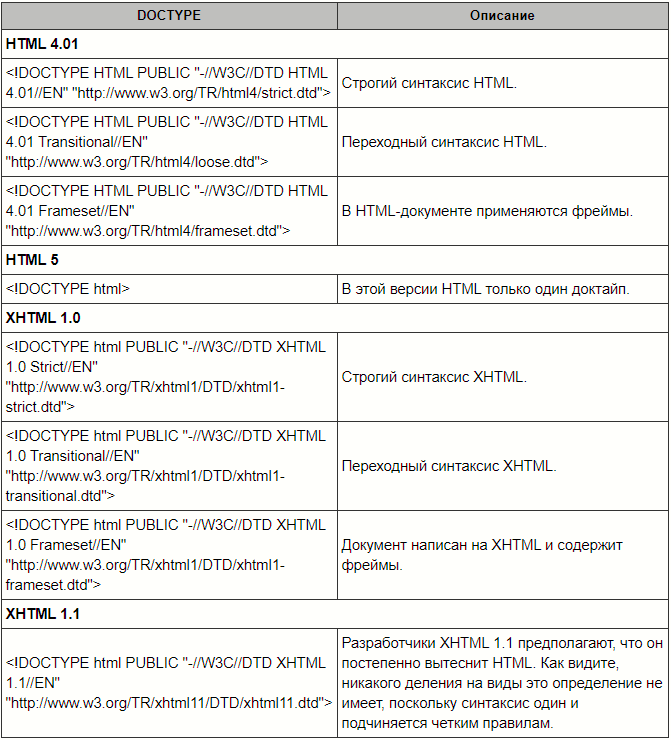 DOCTYPE
Описание
HTML 4.01
<!DOCTYPE HTML PUBLIC "-//W3C//DTD HTML
4.01//EN" "http://www.w3.org/TR/html4/strict.dtd">
Строгий синтаксис HTML.
<!DOCTYPE HTML PUBLIC "-//W3C//DTD HTML
4.01 Transitional//EN"
"http://www.w3.org/TR/html4/loose.dtd">
Переходный синтаксис HTML.
<!DOCTYPE HTML PUBLIC "-//W3C//DTD HTML
4.01 Frameset//EN"
"http://www.w3.org/TR/html4/frameset.dtd">
В HTML-документе применяются фреймы.
HTML 5
<!DOCTYPE html>
В этой версии HTML только один доктайп.
XHTML 1.0
<!DOCTYPE html PUBLIC "-//W3C//DTD XHTML
1.0 Strict//EN"
"http://www.w3.org/TR/xhtml1/DTD/xhtml1-
strict.dtd">
Строгий синтаксис XHTML.
<!DOCTYPE html PUBLIC "-//W3C//DTD XHTML
1.0 Transitional//EN"
"http://www.w3.org/TR/xhtml1/DTD/xhtml1-
transitional.dtd">
Переходный синтаксис XHTML.
<!DOCTYPE html PUBLIC "-//W3C//DTD XHTML
1.0 Frameset//EN"
"http://www.w3.org/TR/xhtml1/DTD/xhtml1-
frameset.dtd">
Документ написан на XHTML и содержит
фреймы.
XHTML 1.1
<!DOCTYPE html PUBLIC "-//W3C//DTD XHTML
1.1//EN"
"http://www.w3.org/TR/xhtml11/DTD/xhtml11.dtd">
Разработчики XHTML 1.1 предполагают, что он
постепенно вытеснит HTML. Как видите,
никакого деления на виды это определение не
имеет, поскольку синтаксис один и
подчиняется четким правилам.